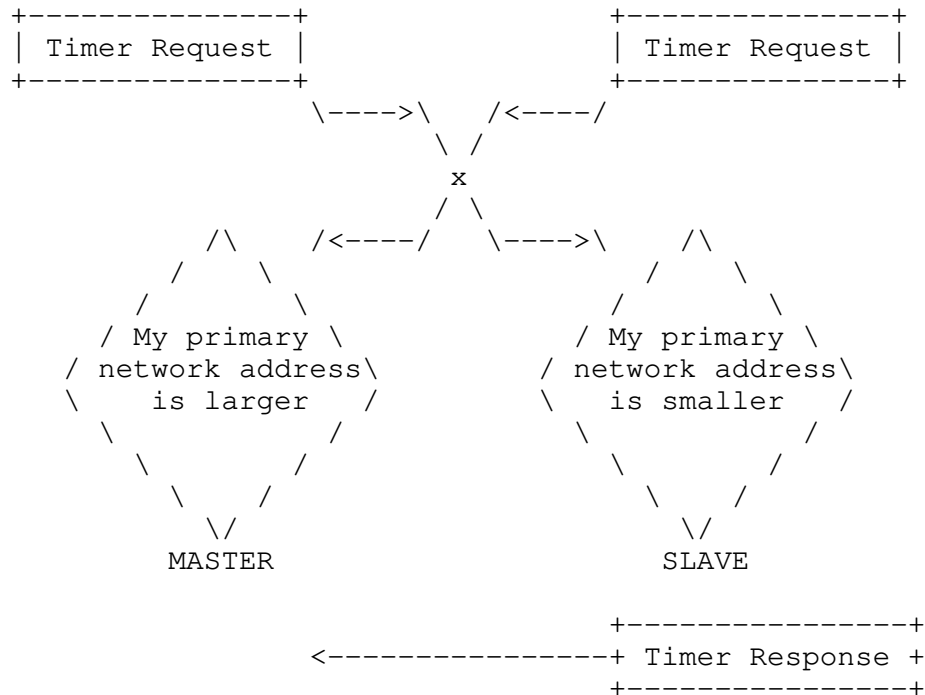 Timer Request Timer Request
x
My primary My primary
network address network address
is larger is smaller
MASTER SLAVE
Timer Response